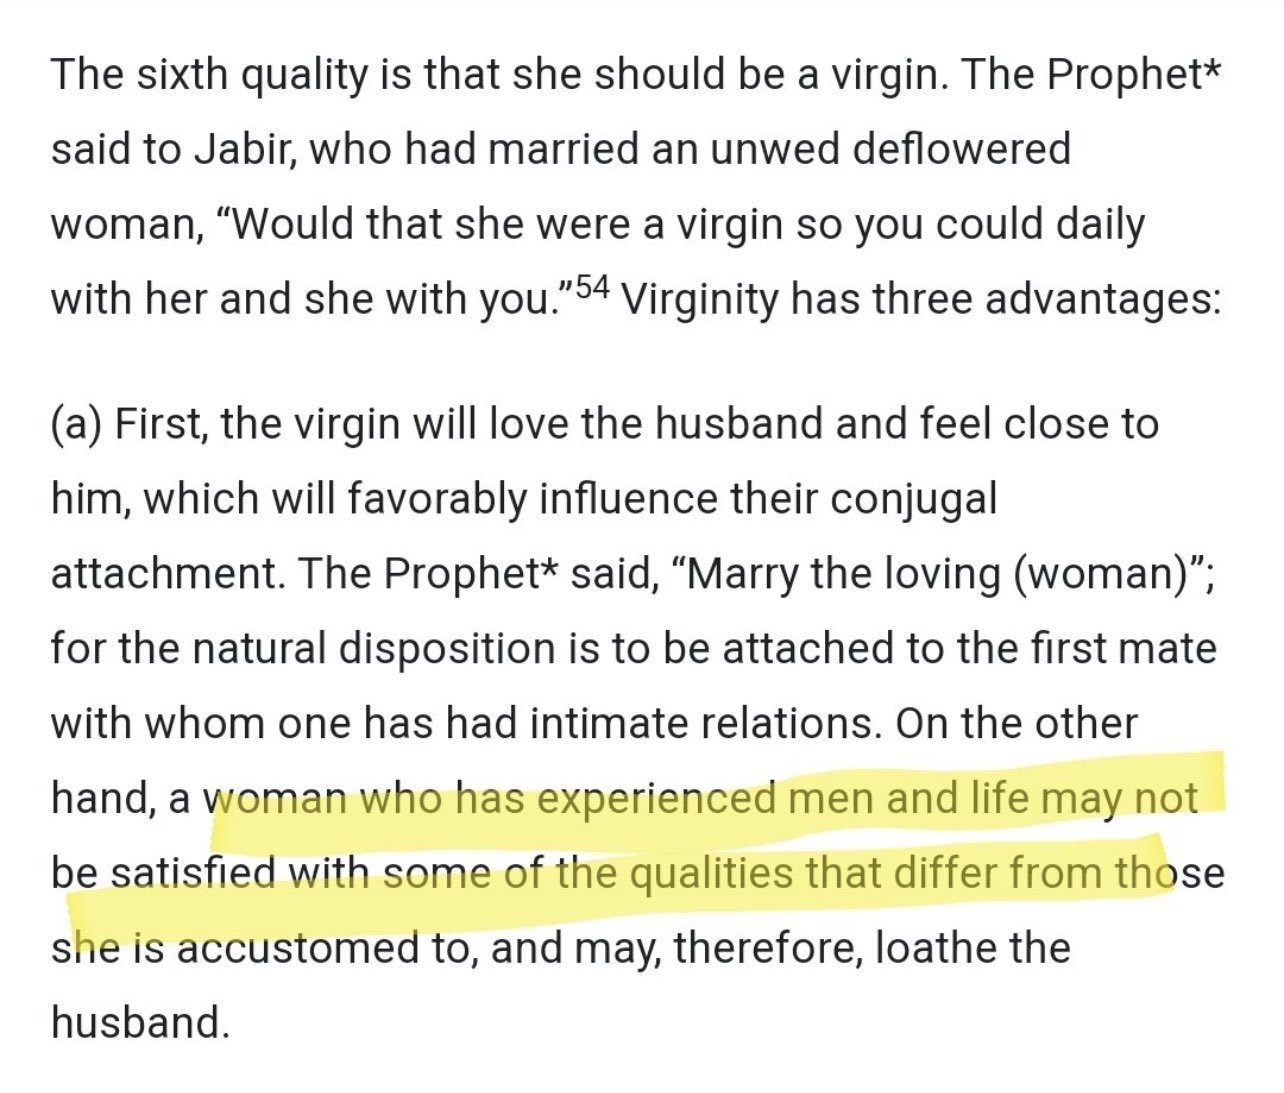 The sixth quality is that she should be a virgin. The Prophet*
said to Jabir, who had married an unwed deflowered
woman, “Would that she were a virgin so you could daily
with her and she with you.”54 Virginity has three advantages:
(a) First, the virgin will love the husband and feel close to
him, which will favorably influence their conjugal
attachment. The Prophet* said, “Marry the loving (woman)”;
for the natural disposition is to be attached to the first mate
with whom one has had intimate relations. On the other
hand, a woman who has experienced men and life may not
be satisfied with some of the qualities that differ from those
she is accustomed to, and may, therefore, loathe the
husband.